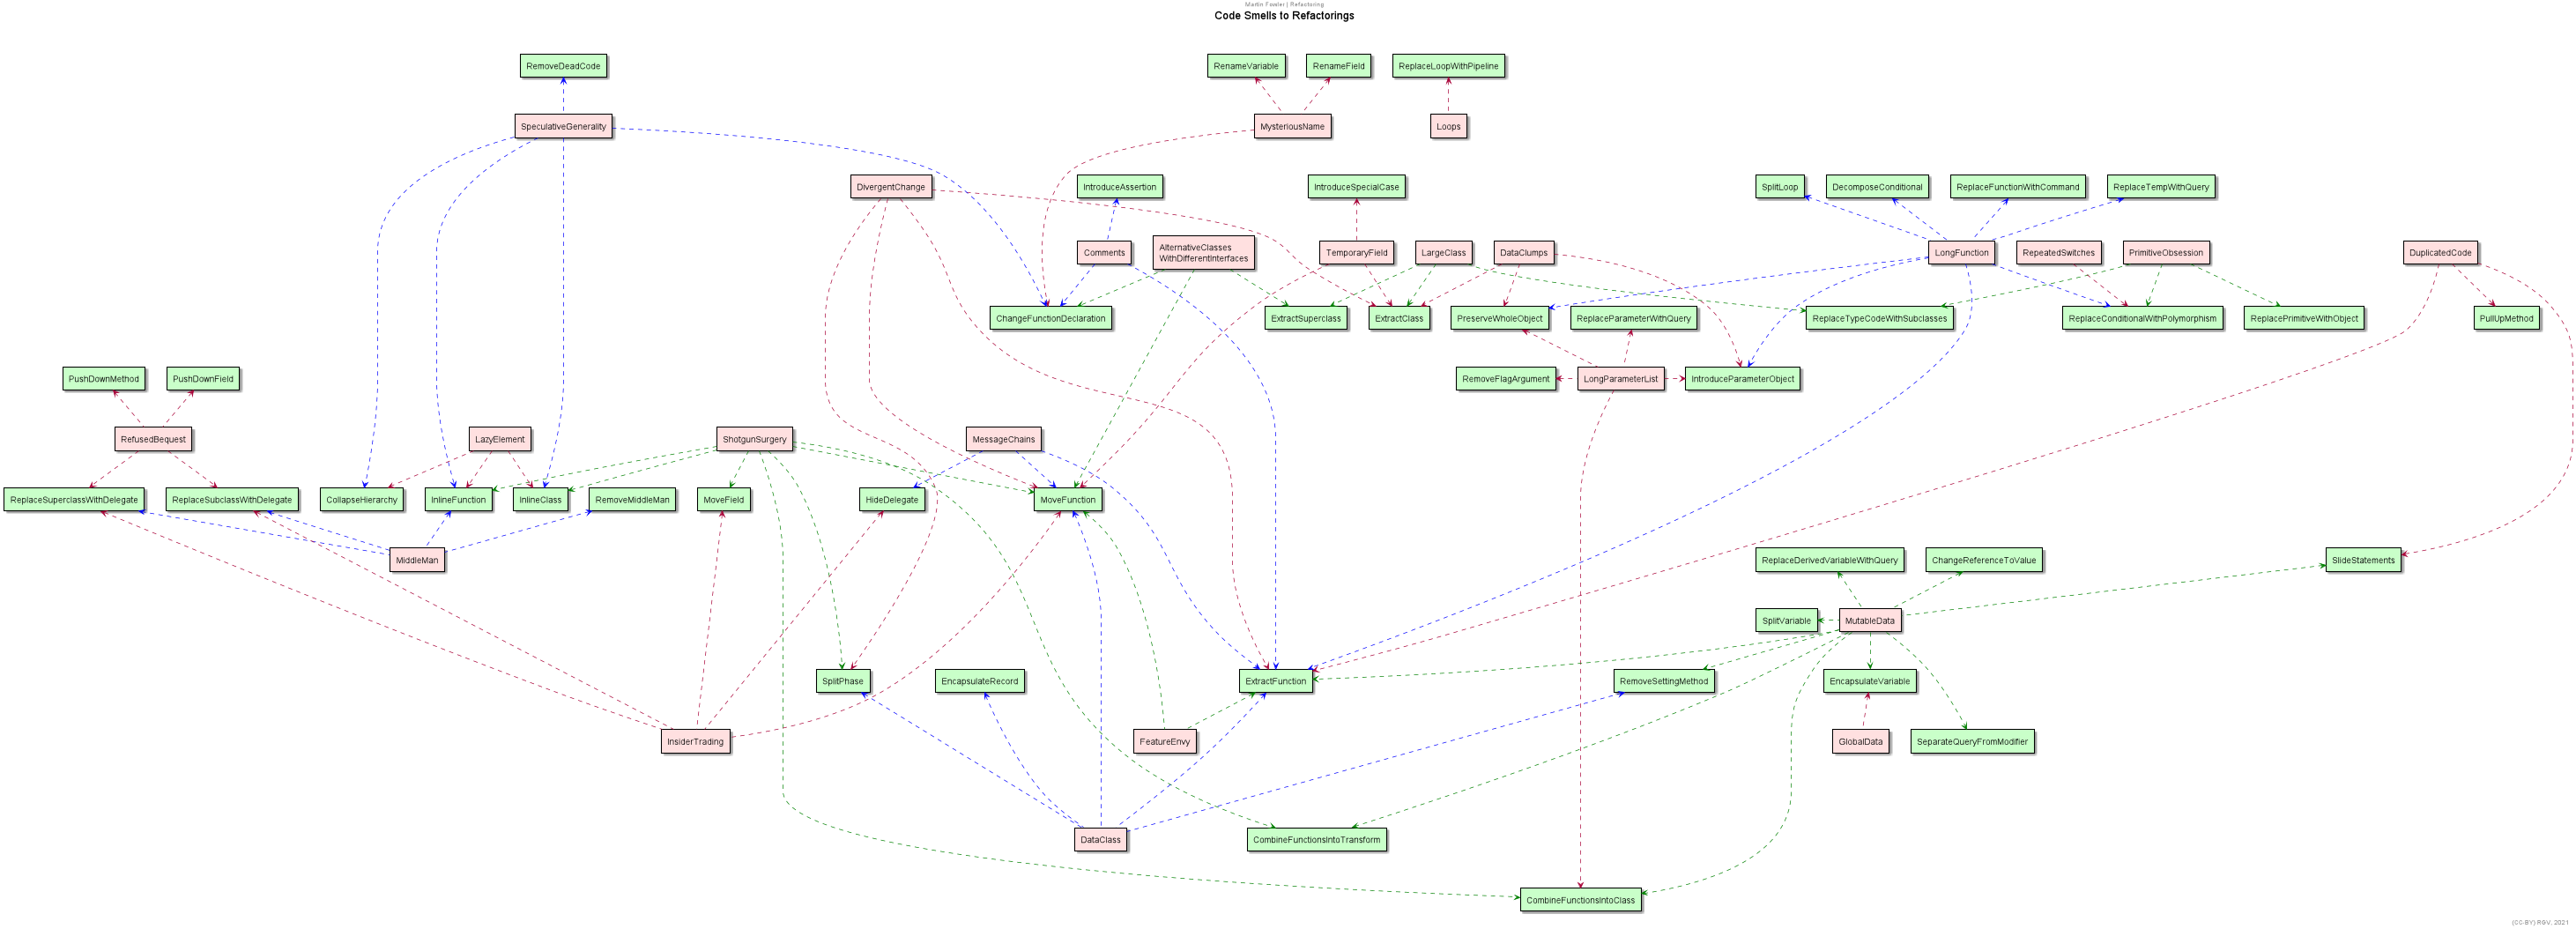 Martin Fowler | Refactoring
Code Smells to Refactorings
RemoveDeadCode
RenameVariable
RenameField
ReplaceLoopWithPipeline
SpeculativeGenerality
MysteriousName
Loops
DivergentChange
IntroduceAssertion
IntroduceSpecialCase
SplitLoop
DecomposeConditional
ReplaceFunctionWithCommand
ReplaceTempWithQuery
Comments
AlternativeClasses
WithDifferentInterfaces
TemporaryField
LargeClass
DataClumps
LongFunction
RepeatedSwitches
PrimitiveObsession
DuplicatedCode
ChangeFunctionDeclaration
ExtractSuperclass
ExtractClass
PreserveWholeObject
ReplaceParameterWithQuery
ReplaceTypeCodeWithSubclasses
ReplaceConditionalWithPolymorphism
ReplacePrimitiveWithObject
PullUpMethod
PushDownMethod
PushDownField
RemoveFlagArgument
LongParameterList
IntroduceParameterObject
RefusedBequest
LazyElement
ShotgunSurgery
MessageChains
ReplaceSuperclassWithDelegate
ReplaceSubclassWithDelegate
CollapseHierarchy
InlineFunction
InlineClass
RemoveMiddleMan
MoveField
HideDelegate
MoveFunction
MiddleMan
ReplaceDerivedVariableWithQuery
ChangeReferenceToValue
SlideStatements
SplitVariable
MutableData
SplitPhase
EncapsulateRecord
ExtractFunction
RemoveSettingMethod
EncapsulateVariable
InsiderTrading
FeatureEnvy
GlobalData
SeparateQueryFromModifier
DataClass
CombineFunctionsIntoTransform
CombineFunctionsIntoClass
(CC-BY) RGV, 2021